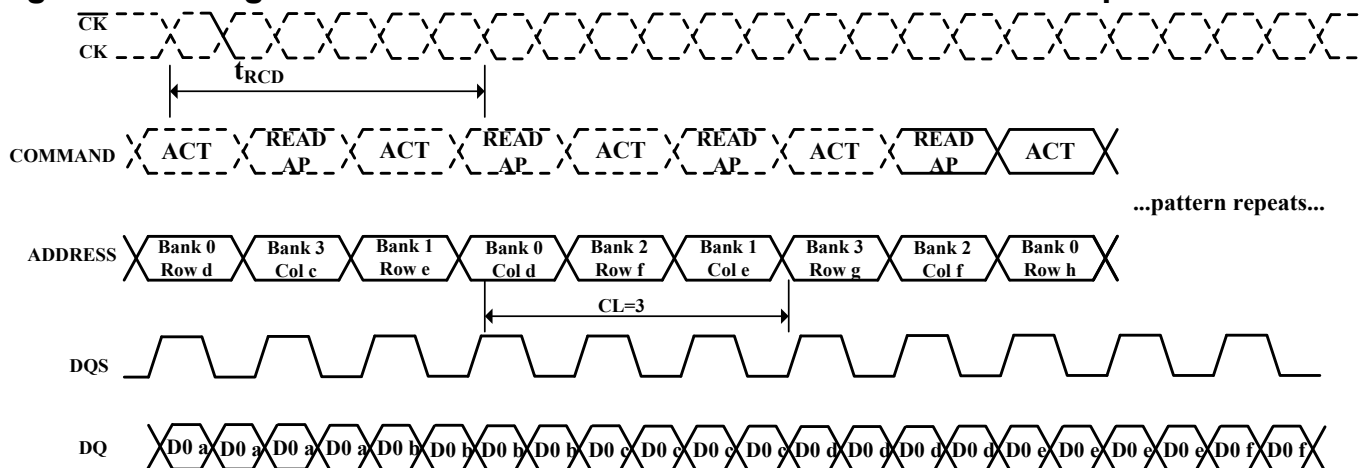 CK
CK
tRCD
COMMAND ACT READ AP ACT READ AP ACT READ AP ACT READ AP ACT
...pattern repeats...
ADDRESS Bank 0 Row d Bank 3 Col c Bank 1 Row e Bank 0 Col d Bank 2 Row f Bank 1 Col e Bank 3 Row g Bank 2 Col f Bank 0 Row h
CL=3
DQS
DQ D0 a D0 a D0 a D0 a D0 b D0 b D0 b D0 b D0 c D0 c D0 c D0 c D0 d D0 d D0 d D0 d D0 e D0 e D0 e D0 e D0 f D0 f